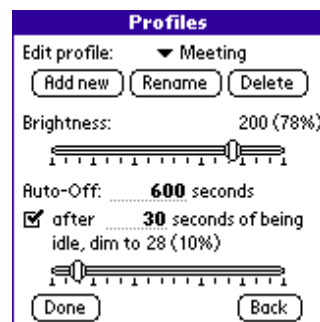 Profiles
Edit profile: Meeting
Add new Rename Delete
Brightness: 200 (78%)
Auto-Off: 600 seconds
after 30 seconds of being
idle, dim to 28 (10%)
Done Back